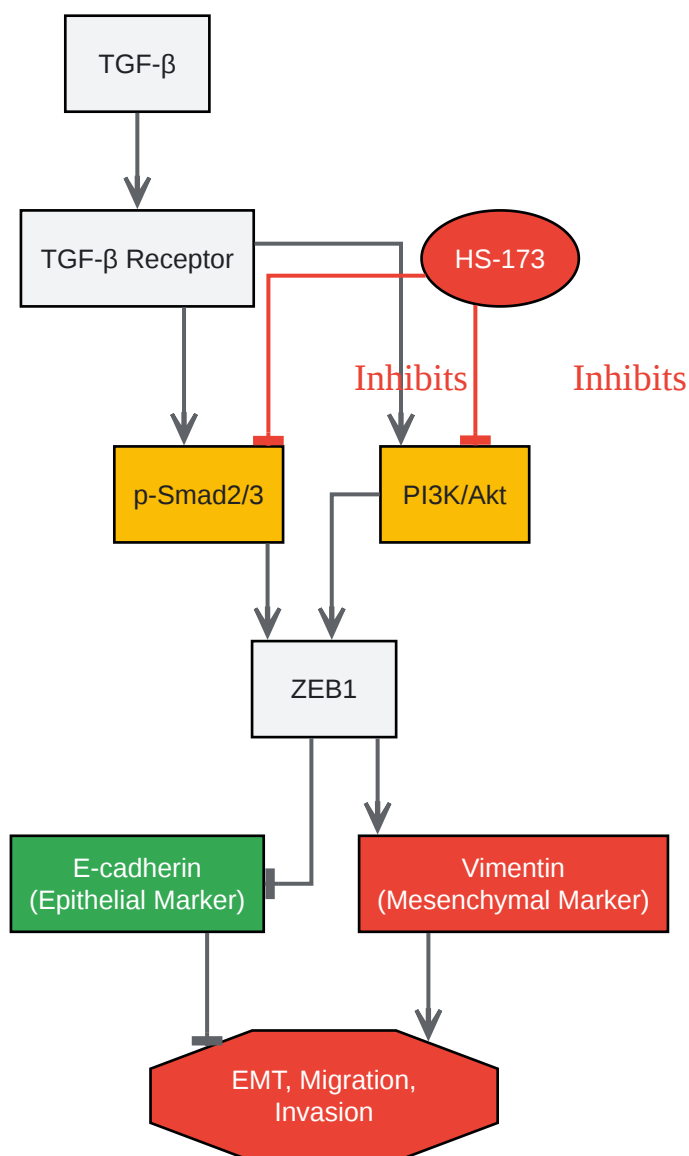 TGF-β
TGF-β Receptor
HS-173
Inhibits
Inhibits
p-Smad2/3
PI3K/Akt
ZEB1
E-cadherin
(Epithelial Marker)
Vimentin
(Mesenchymal Marker)
EMT, Migration,
Invasion